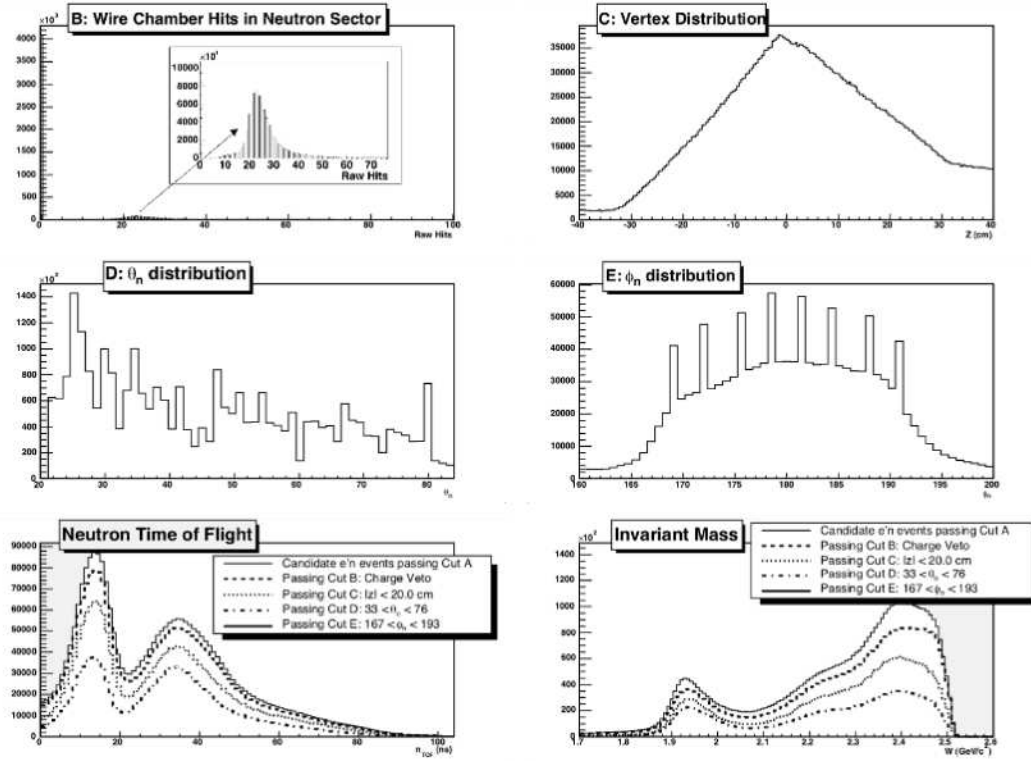 B: Wire Chamber Hits in Neutron Sector
×10³
4000
3500
3000
2500
2000
1500
1000
500
0
0 20 40 60 80 100
Raw Hits
10000
8000
6000
4000
2000
0
0 10 20 30 40 50 60 70
Raw Hits
C: Vertex Distribution
35000
30000
25000
20000
15000
10000
5000
0
-40 -30 -20 -10 0 10 20 30 40
Z (cm)
D: θn distribution
×10²
1400
1200
1000
800
600
400
200
0
20 30 40 50 60 70 80
E: ϕn distribution
60000
50000
40000
30000
20000
10000
0
160 165 170 175 180 185 190 195 200
Neutron Time of Flight
90000
80000
70000
60000
50000
40000
30000
20000
10000
0
0 20 40 60 80 100
n TOF (ns)
Candidate e'n events passing Cut A
Passing Cut B: Charge Veto
Passing Cut C: |z| < 20.0 cm
Passing Cut D: 33 < θn < 76
Passing Cut E: 167 < ϕn < 193
Invariant Mass
×10²
1400
1200
1000
800
600
400
200
0
1.7 1.8 1.9 2 2.1 2.2 2.3 2.4 2.5 2.6
Candidate e'n events passing Cut A
Passing Cut B: Charge Veto
Passing Cut C: |z| < 20.0 cm
Passing Cut D: 33 < θn < 76
Passing Cut E: 167 < ϕn < 193